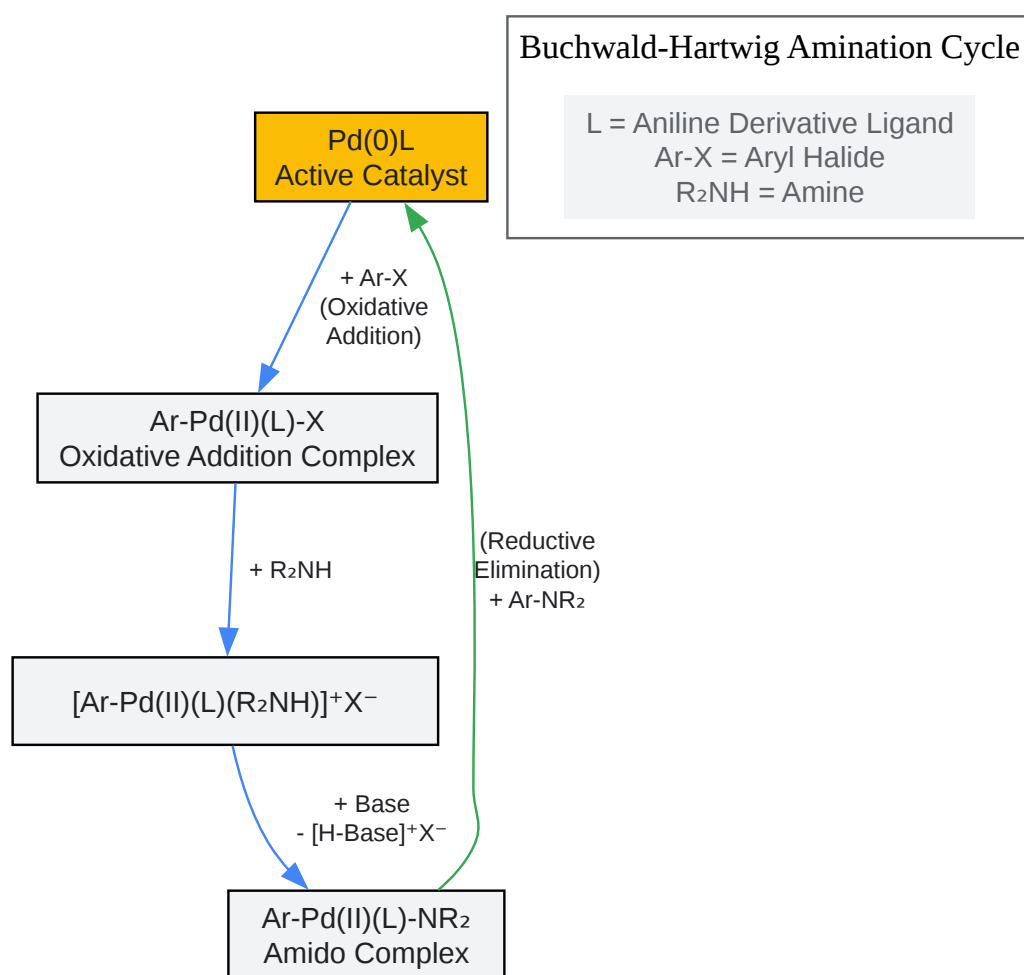 Buchwald-Hartwig Amination Cycle
L = Aniline Derivative Ligand
Ar-X = Aryl Halide
R₂NH = Amine
Pd(0)L
Active Catalyst
+ Ar-X
(Oxidative
Addition)
Ar-Pd(II)(L)-X
Oxidative Addition Complex
+ R₂NH
(Reductive
Elimination)
+ Ar-NR₂
[Ar-Pd(II)(L)(R₂NH)]⁺X⁻
+ Base
- [H-Base]⁺X⁻
Ar-Pd(II)(L)-NR₂
Amido Complex